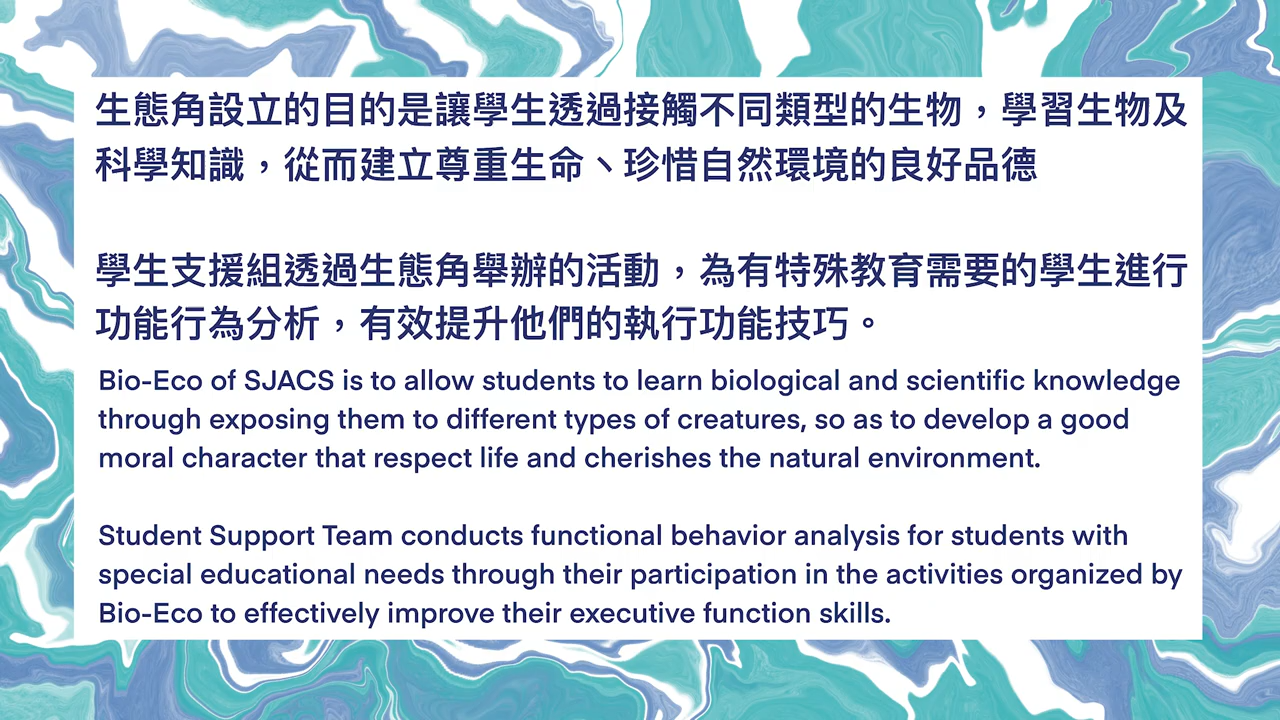 生態角設立的目的是讓學生透過接觸不同類型的生物，學習生物及
科學知識，從而建立尊重生命、珍惜自然環境的良好品德
學生支援組透過生態角舉辦的活動，為有特殊教育需要的學生進行
功能行為分析，有效提升他們的執行功能技巧。
Bio-Eco of SJACS is to allow students to learn biological and scientific knowledge
through exposing them to different types of creatures, so as to develop a good
moral character that respect life and cherishes the natural environment.
Student Support Team conducts functional behavior analysis for students with
special educational needs through their participation in the activities organized by
Bio-Eco to effectively improve their executive function skills.